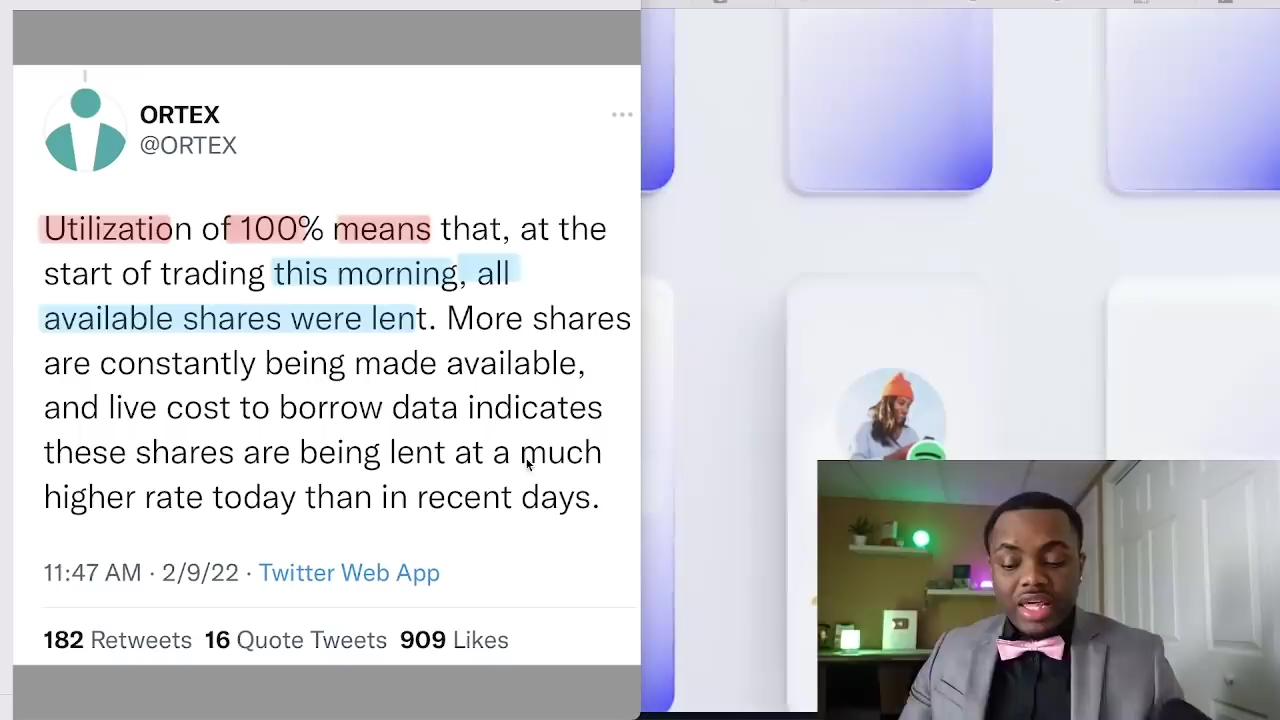 ORTEX
@ORTEX
Utilization of 100% means that, at the
start of trading this morning, all
available shares were lent. More shares
are constantly being made available,
and live cost to borrow data indicates
these shares are being lent at a much
higher rate today than in recent days.
11:47 AM · 2/9/22 · Twitter Web App
182 Retweets 16 Quote Tweets 909 Likes